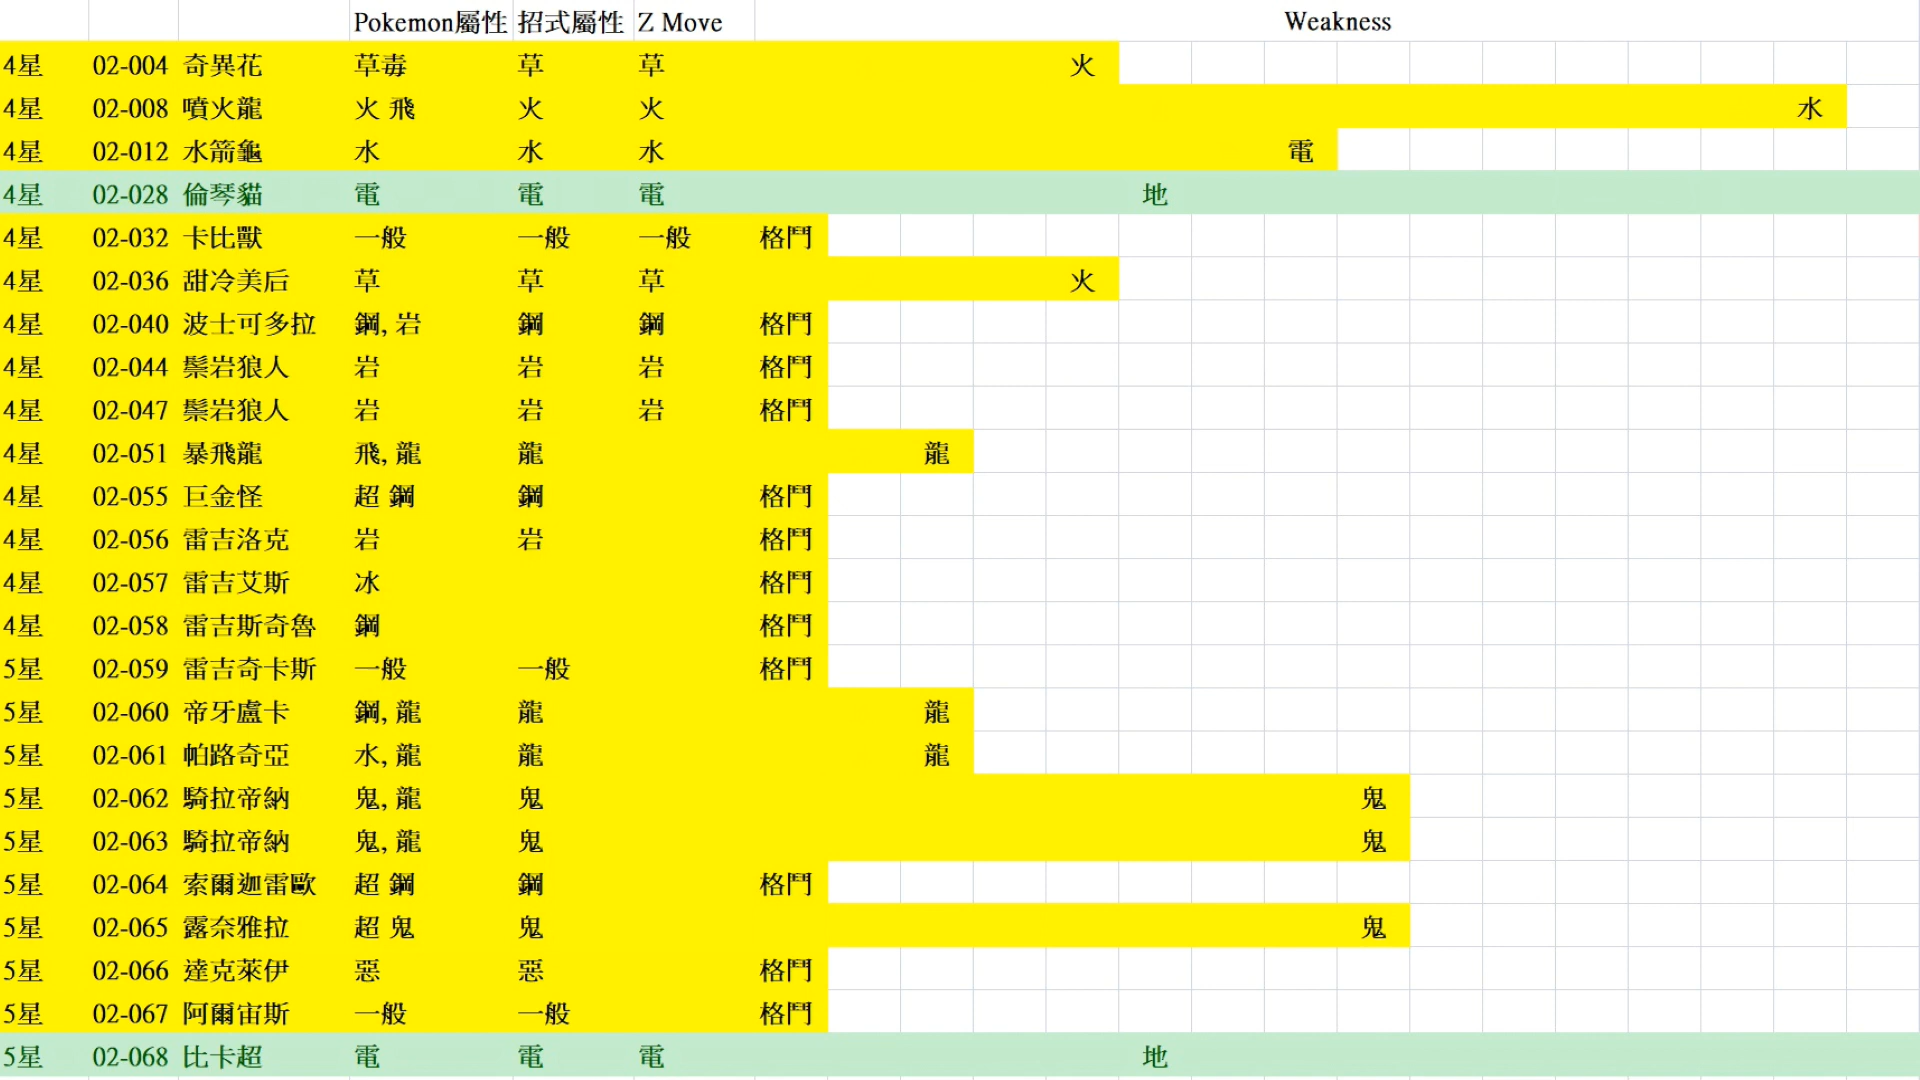 Pokemon屬性 招式屬性 Z Move Weakness
4星 02-004 奇異花 草毒 草 草 火
4星 02-008 噴火龍 火 飛 火 火 水
4星 02-012 水箭龜 水 水 水 電
4星 02-028 倫琴貓 電 電 電 地
4星 02-032 卡比獸 一般 一般 一般 格鬥
4星 02-036 甜冷美后 草 草 草 火
4星 02-040 波士可多拉 鋼, 岩 鋼 鋼 格鬥
4星 02-044 鬃岩狼人 岩 岩 岩 格鬥
4星 02-047 鬃岩狼人 岩 岩 岩 格鬥
4星 02-051 暴飛龍 飛, 龍 龍 龍
4星 02-055 巨金怪 超 鋼 鋼 格鬥
4星 02-056 雷吉洛克 岩 岩 格鬥
4星 02-057 雷吉艾斯 冰 格鬥
4星 02-058 雷吉斯奇魯 鋼 格鬥
5星 02-059 雷吉奇卡斯 一般 一般 格鬥
5星 02-060 帝牙盧卡 鋼, 龍 龍 龍
5星 02-061 帕路奇亞 水, 龍 龍 龍
5星 02-062 騎拉帝納 鬼, 龍 鬼 鬼
5星 02-063 騎拉帝納 鬼, 龍 鬼 鬼
5星 02-064 索爾迦雷歐 超 鋼 鋼 格鬥
5星 02-065 露奈雅拉 超 鬼 鬼 鬼
5星 02-066 達克萊伊 惡 惡 格鬥
5星 02-067 阿爾宙斯 一般 一般 格鬥
5星 02-068 比卡超 電 電 電 地